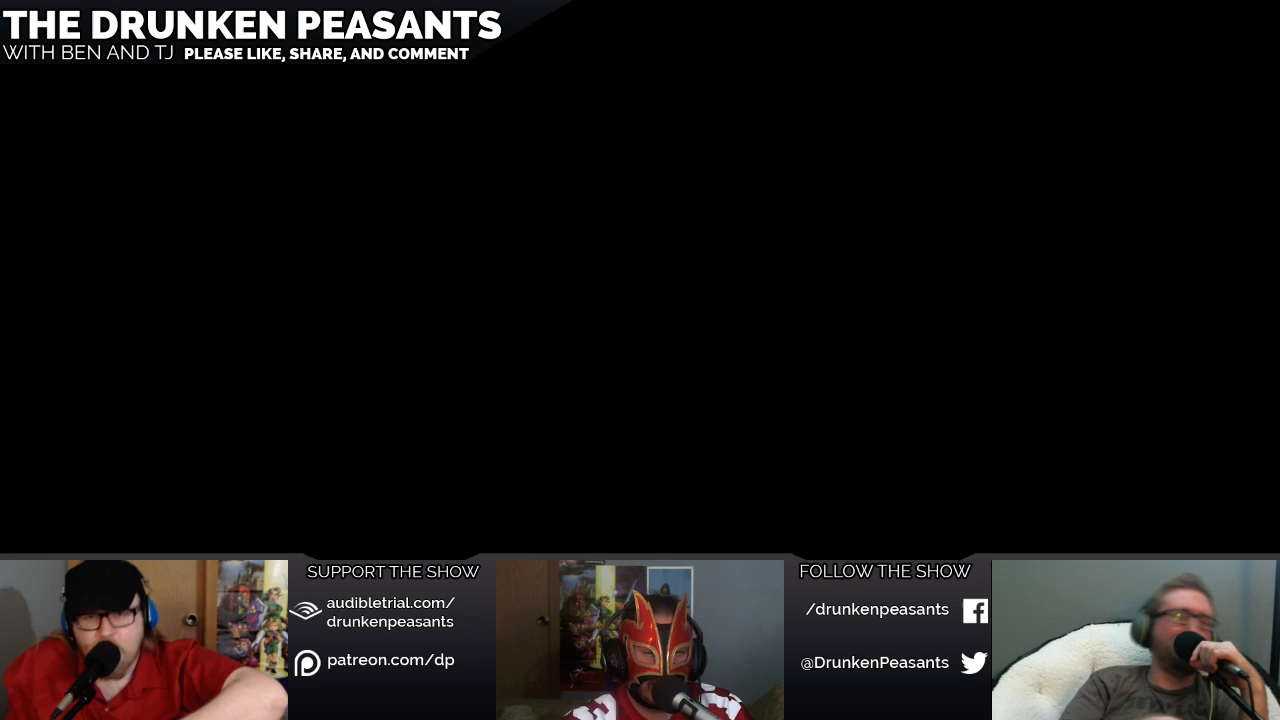 THE DRUNKEN PEASANTS
WITH BEN AND TJ PLEASE LIKE, SHARE, AND COMMENT
SUPPORT THE SHOW
audibletrial.com/
drunkenpeasants
patreon.com/dp
FOLLOW THE SHOW
/drunkenpeasants
@DrunkenPeasants